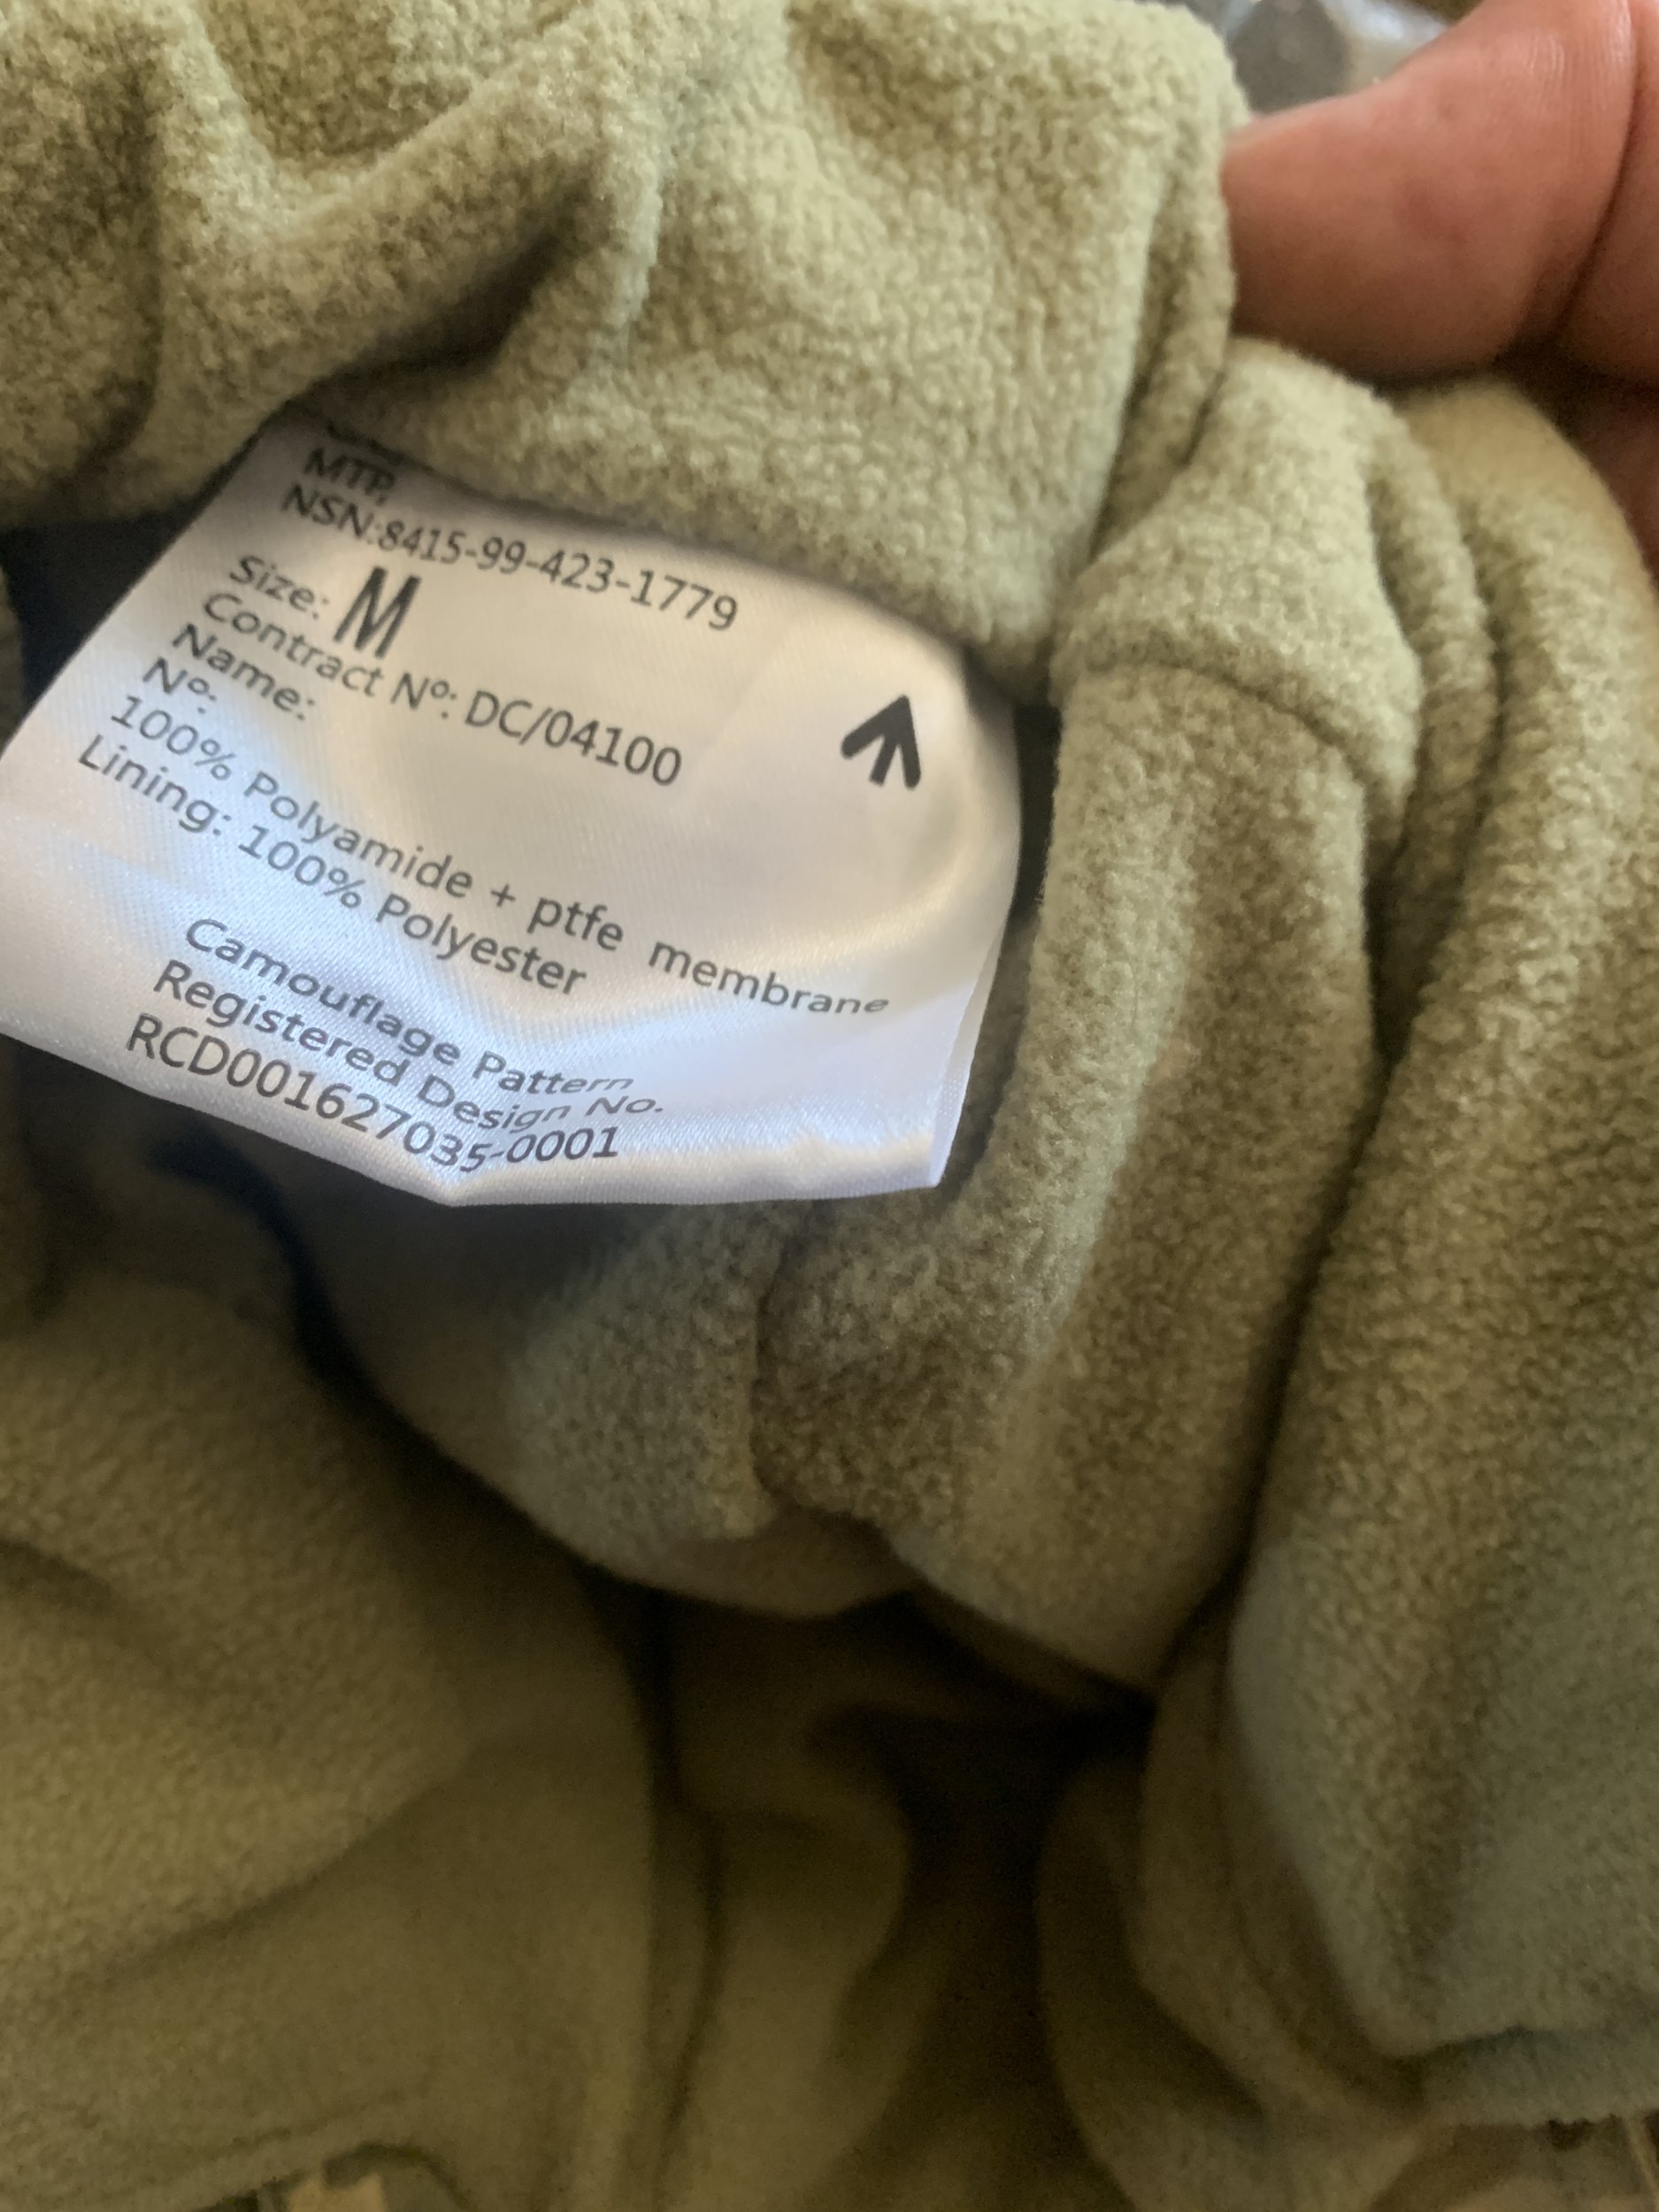 MTP,
NSN:8415-99-423-1779
Size: M
Contract Nº: DC/04100
Name:
Nº:
100% Polyamide + ptfe membrane
Lining: 100% Polyester
Camouflage Pattern
Registered Design No.
RCD001627035-0001